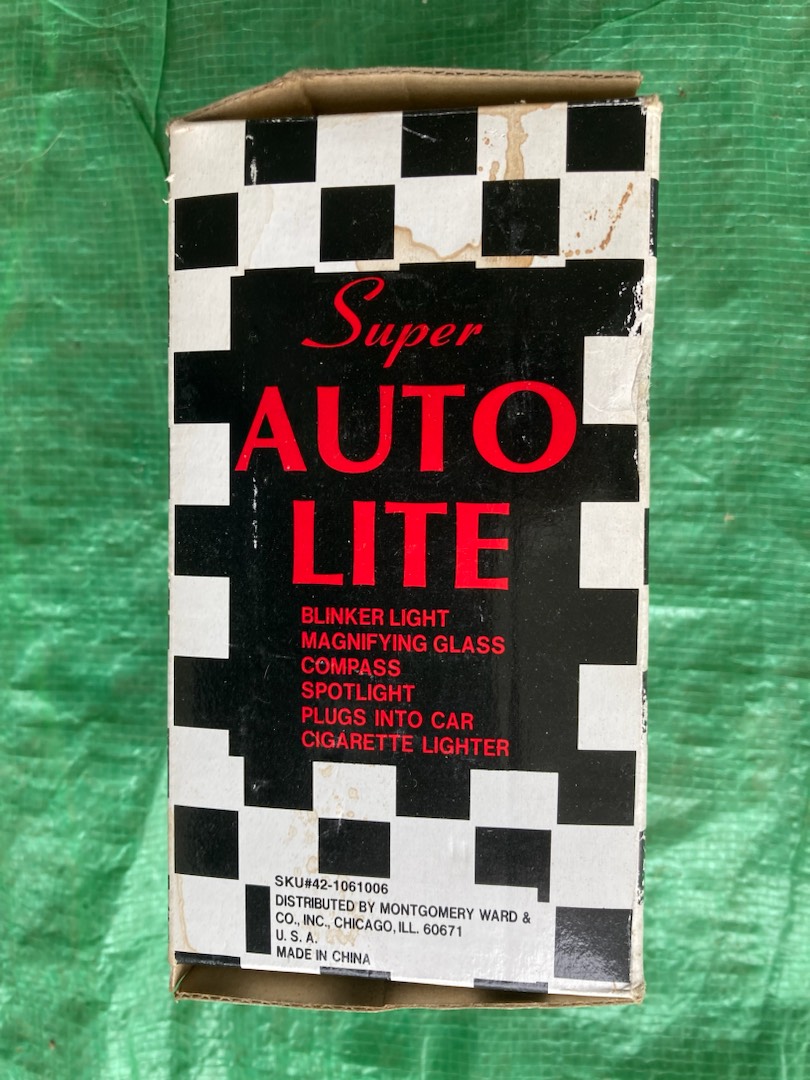 Super
AUTO
LITE
BLINKER LIGHT
MAGNIFYING GLASS
COMPASS
SPOTLIGHT
PLUGS INTO CAR
CIGARETTE LIGHTER
SKU#42-1061006
DISTRIBUTED BY MONTGOMERY WARD &
CO., INC., CHICAGO, ILL. 60671
U. S. A.
MADE IN CHINA